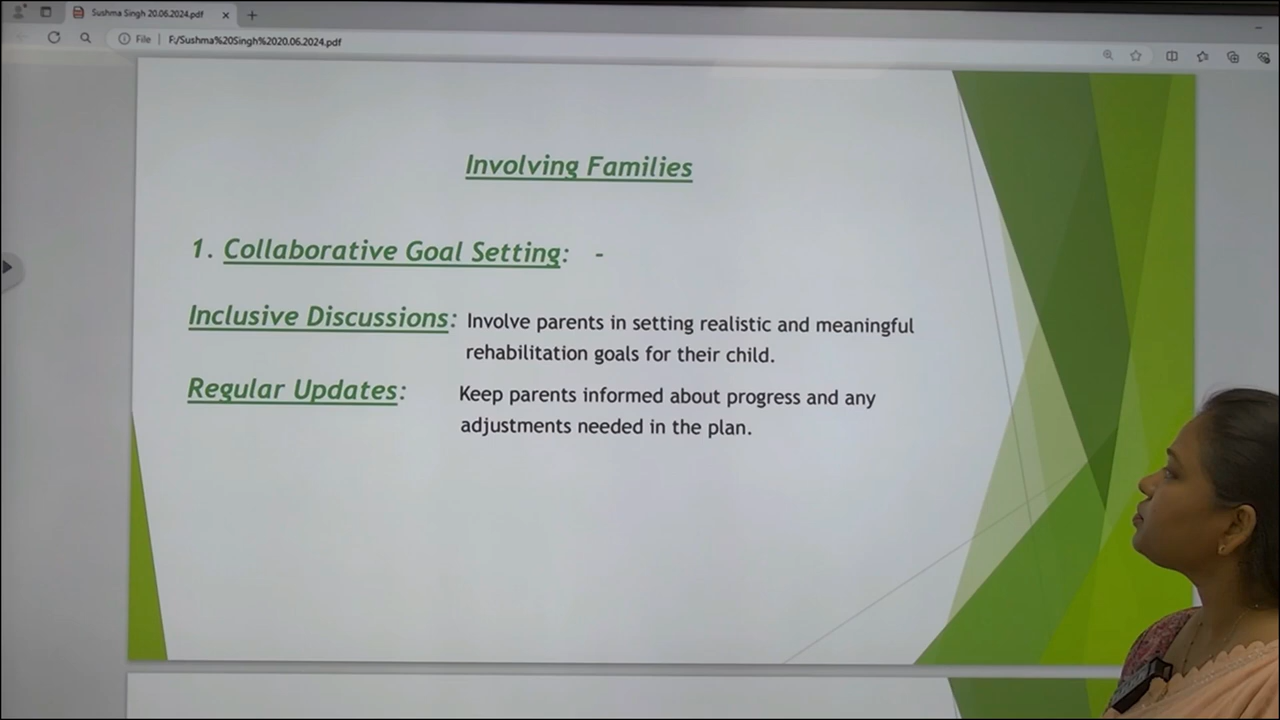 Sushma Singh 20.06.2024.pdf
File | F:/Sushma%20Singh%2020.06.2024.pdf
Involving Families
1. Collaborative Goal Setting: -
Inclusive Discussions: Involve parents in setting realistic and meaningful
rehabilitation goals for their child.
Regular Updates: Keep parents informed about progress and any
adjustments needed in the plan.